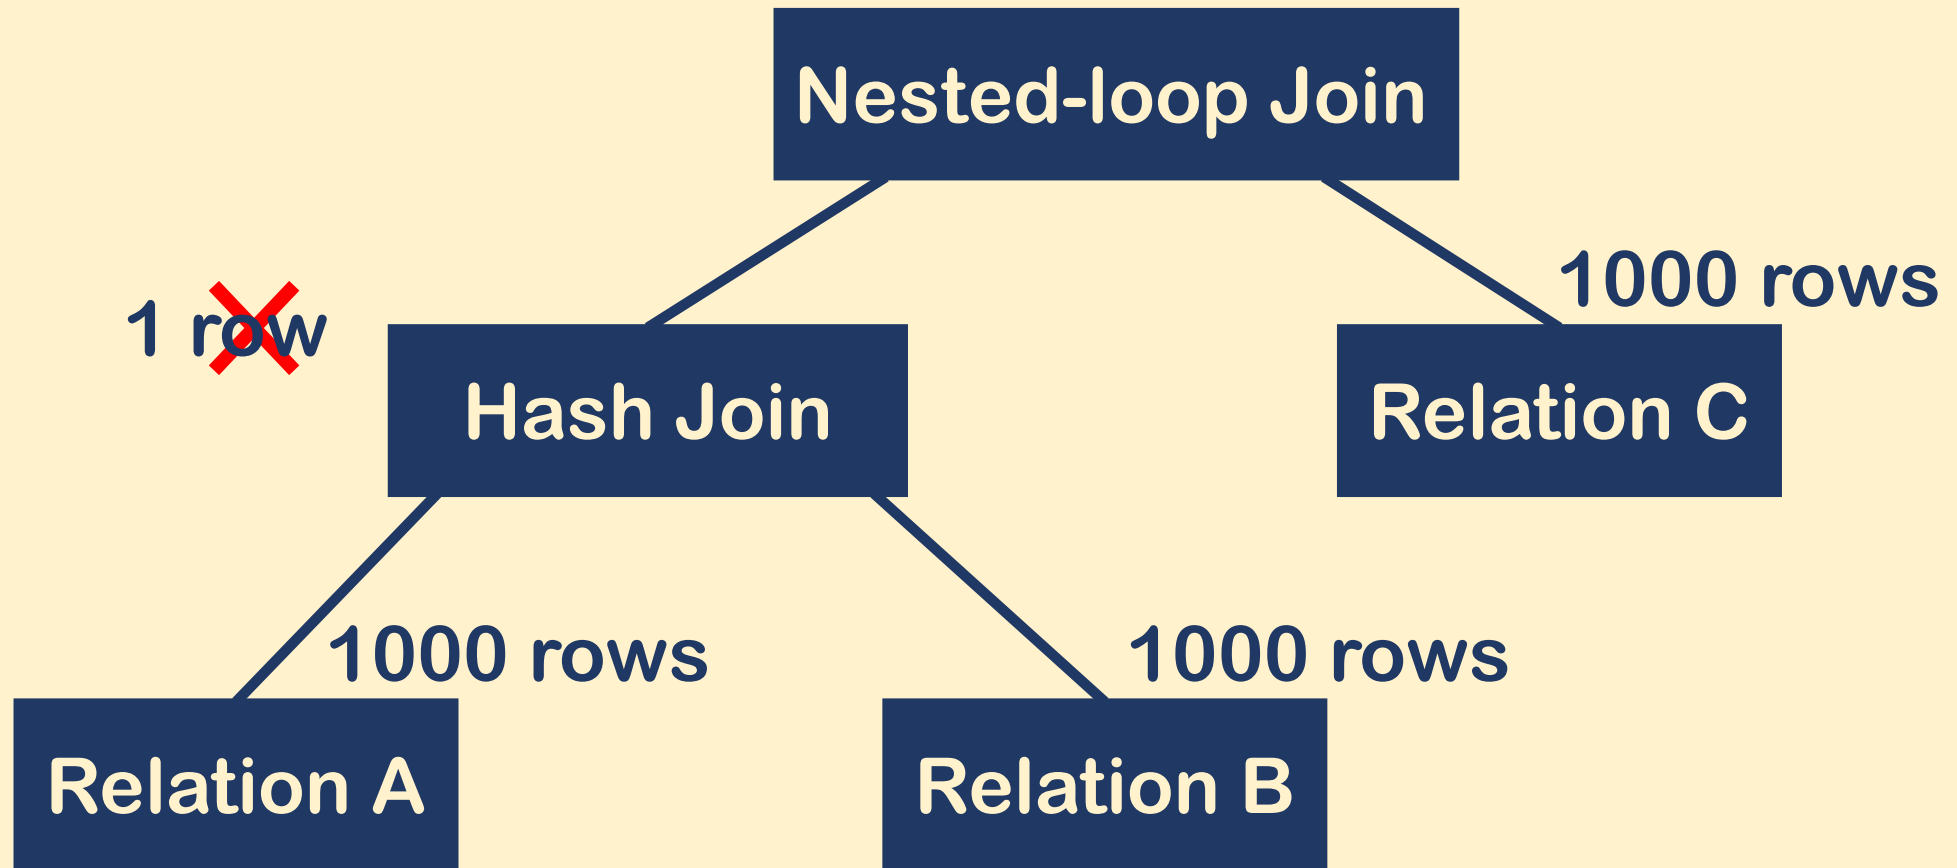 Nested-loop Join
1000 rows
1 row
Hash Join
Relation C
1000 rows
1000 rows
Relation A
Relation B